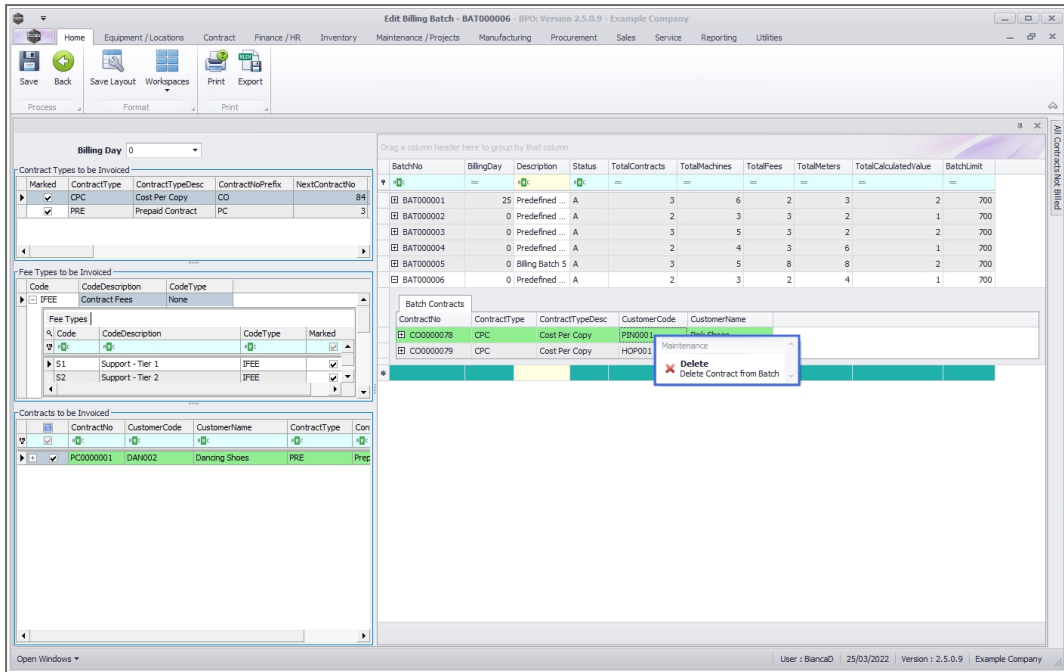 Edit Billing Batch - BAT000006 - BPO: Version 2.5.0.9 - Example Company
Home Equipment / Locations Contract Finance / HR Inventory Maintenance / Projects Manufacturing Procurement Sales Service Reporting Utilities
Save Back Save Layout Workspaces Print Export
Process Format Print
All Contracts Not Billed
Billing Day 0
Contract Types to be Invoiced
Marked ContractType ContractTypeDesc ContractNoPrefix NextContractNo
CPC Cost Per Copy CO 84
PRE Prepaid Contract PC 3
Fee Types to be Invoiced
Code CodeDescription CodeType
IFEE Contract Fees None
Fee Types
Code CodeDescription CodeType Marked
S1 Support - Tier 1 IFEE
S2 Support - Tier 2 IFEE
Contracts to be Invoiced
ContractNo CustomerCode CustomerName ContractType Con
PC0000001 DAN002 Dancing Shoes PRE Prep
Drag a column header here to group by that column
BatchNo BillingDay Description Status TotalContracts TotalMachines TotalFees TotalMeters TotalCalculatedValue BatchLimit
= = = = = = =
BAT000001 25 Predefined ... A 3 6 2 3 2 700
BAT000002 0 Predefined ... A 2 3 3 2 1 700
BAT000003 0 Predefined ... A 3 5 3 2 2 700
BAT000004 0 Predefined ... A 2 4 3 6 1 700
BAT000005 0 Billing Batch 5 A 3 5 8 8 2 700
BAT000006 0 Predefined ... A 2 3 2 4 1 700
Batch Contracts
ContractNo ContractType ContractTypeDesc CustomerCode CustomerName
CO0000078 CPC Cost Per Copy PIN0001
CO0000079 CPC Cost Per Copy HOP001
Maintenance
Delete
Delete Contract from Batch
Open Windows User : BiancaD 25/03/2022 Version : 2.5.0.9 Example Company